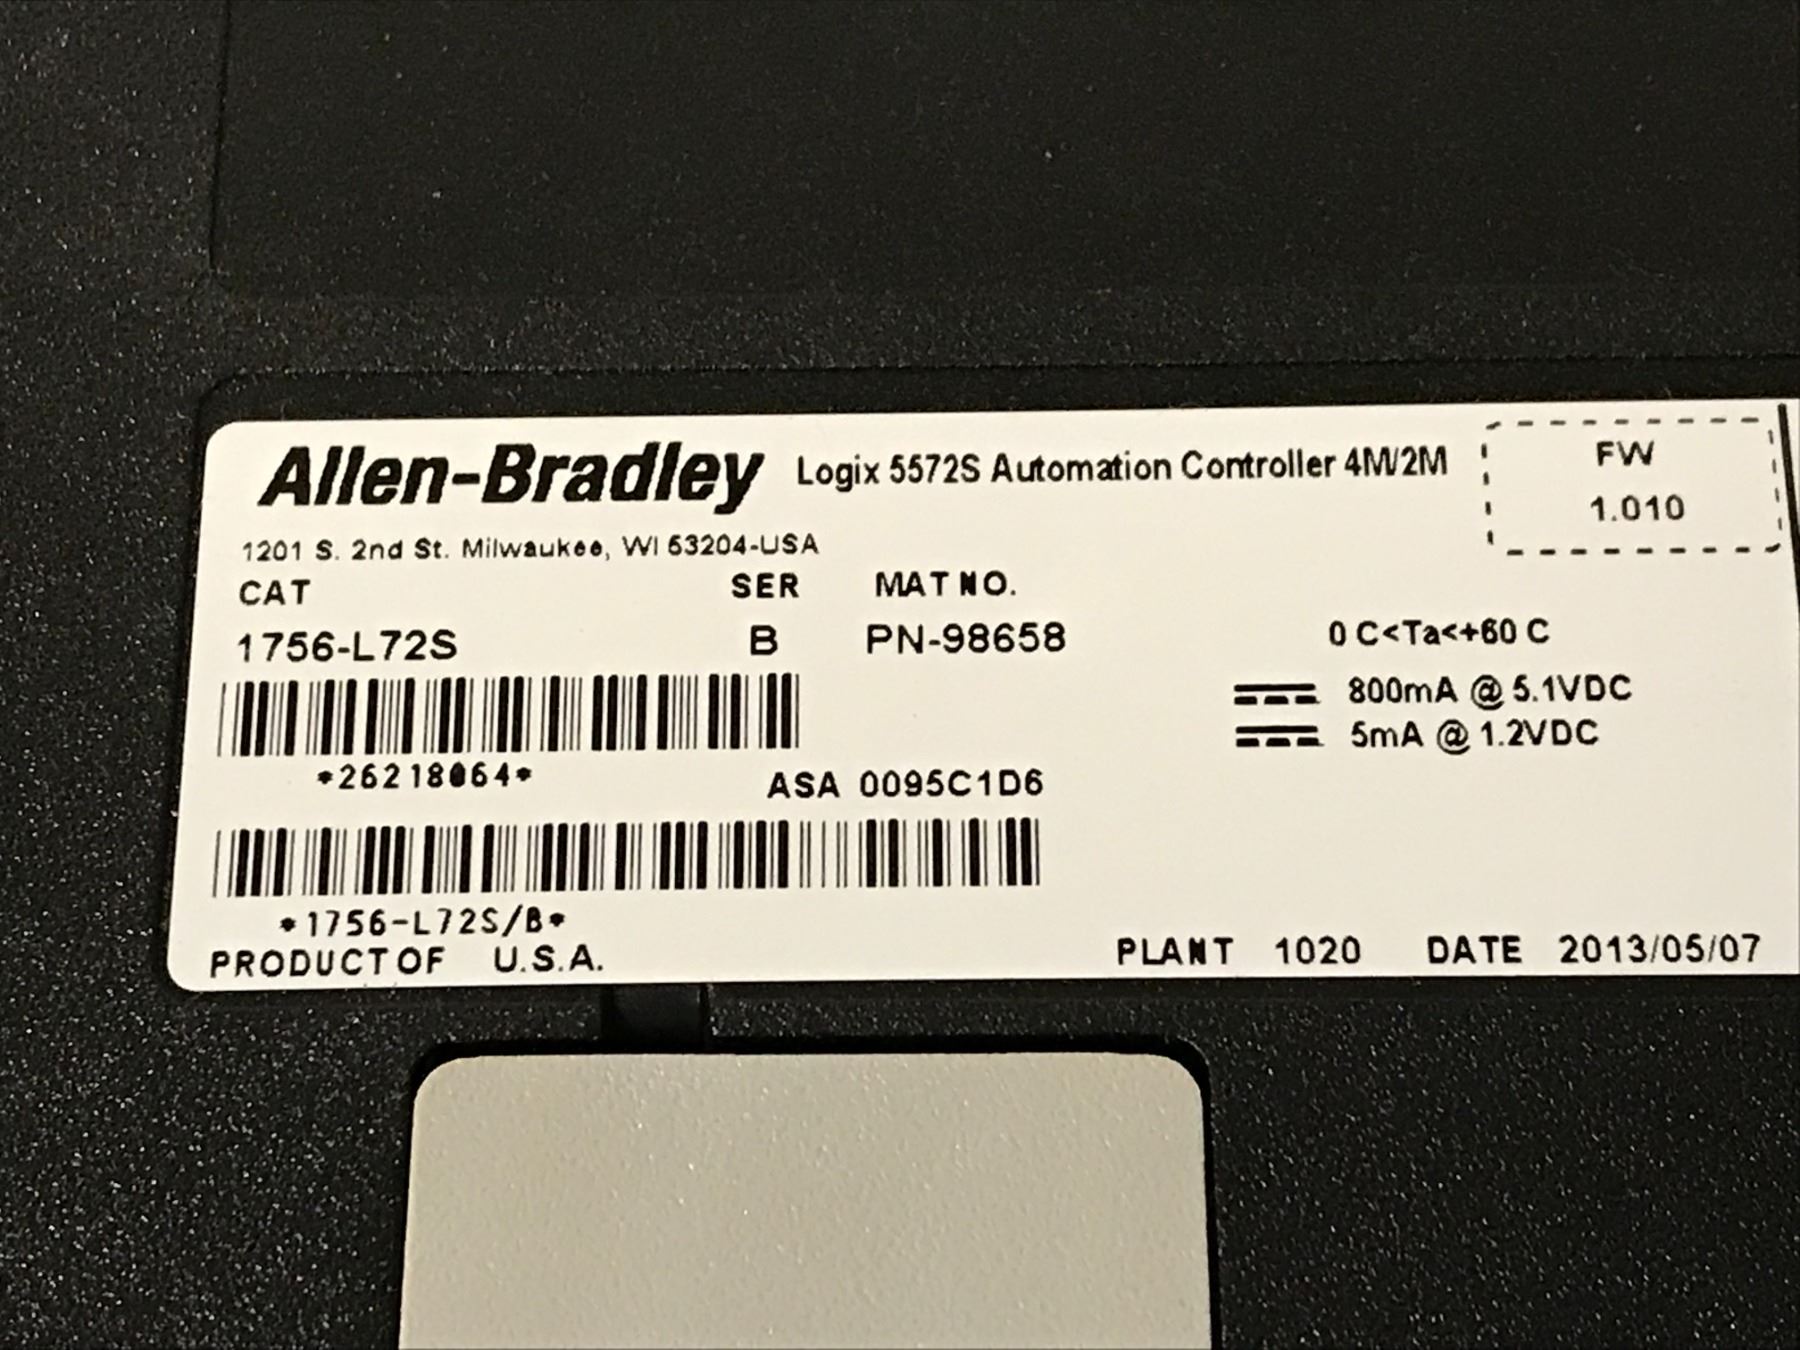 Allen-Bradley Logix 5572S Automation Controller 4M/2M
FW
1.010
1201 S. 2nd St. Milwaukee, WI 53204-USA
CAT SER MAT NO.
1756-L72S B PN-98658
0 C<Ta<+60 C
800mA @ 5.1VDC
5mA @ 1.2VDC
*26218064* ASA 0095C1D6
*1756-L72S/B*
PRODUCT OF U.S.A. PLANT 1020 DATE 2013/05/07